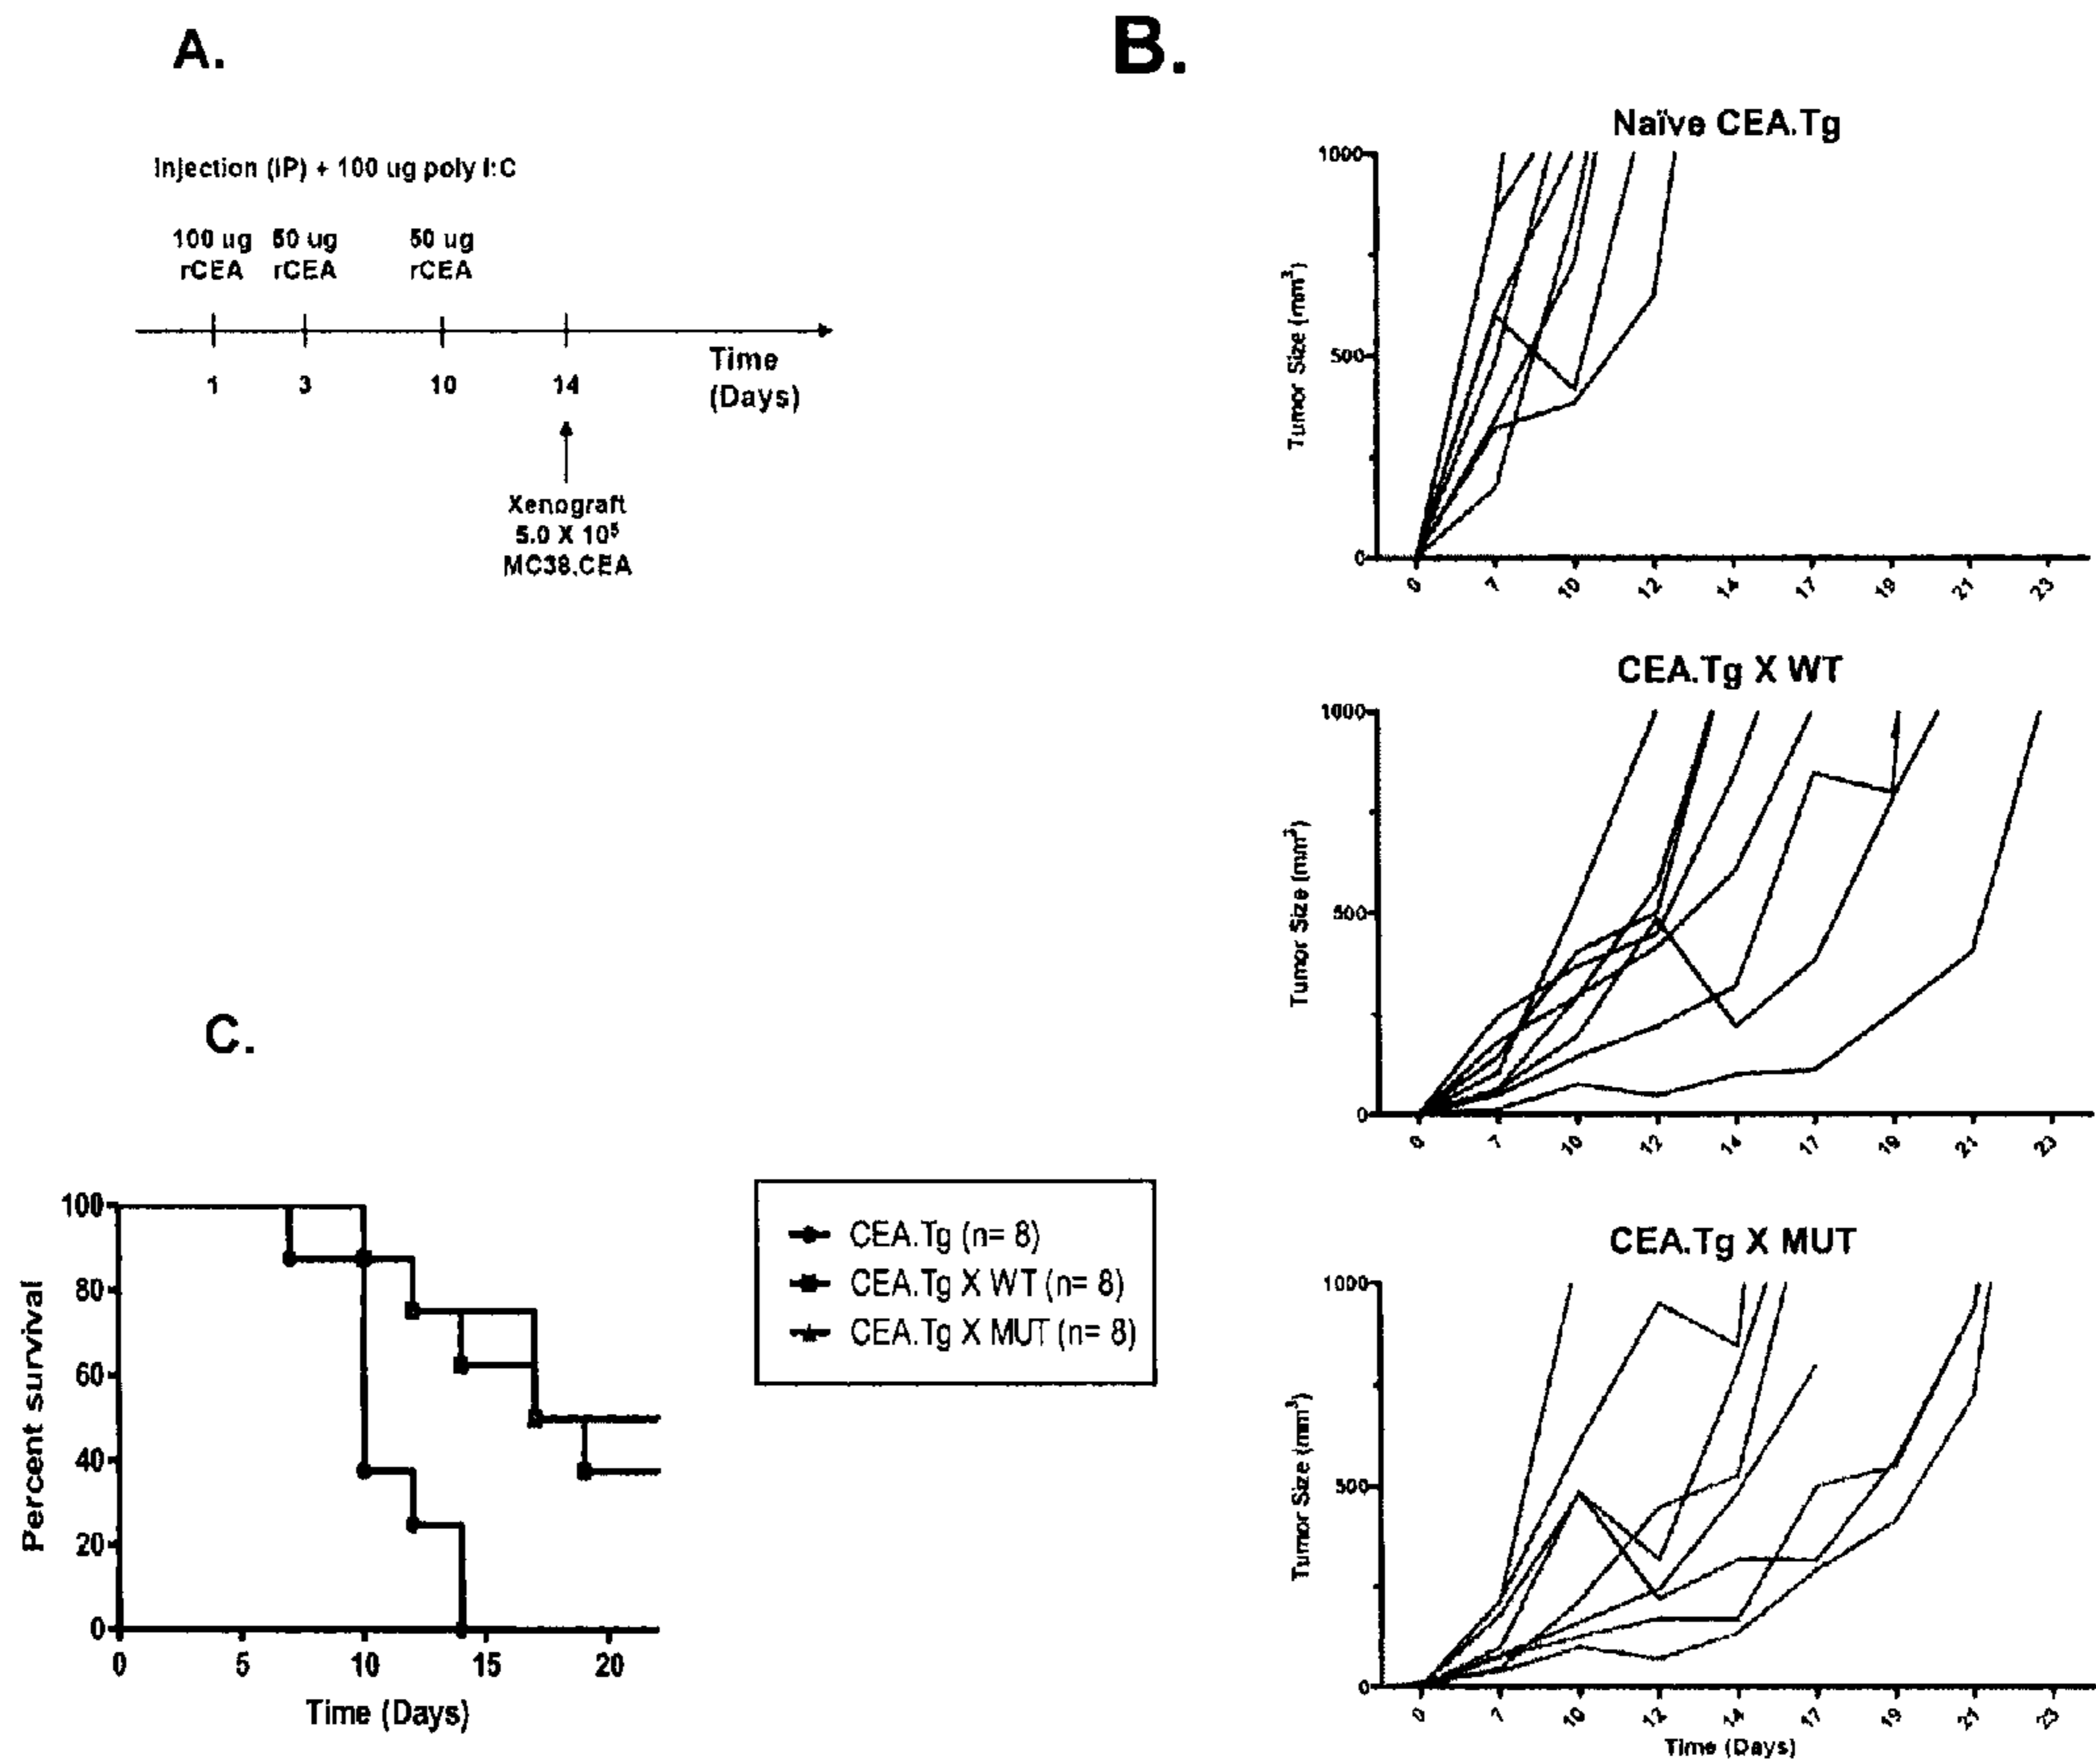 A.
Injection (IP) + 100 ug poly I:C
100 ug 50 ug 50 ug
rCEA rCEA rCEA
1 3 10 14
Time
(Days)
Xenograft
5.0 X 10⁵
MC38.CEA
B.
Naïve CEA.Tg
Tumor Size (mm³)
1000
500
0
0 7 10 12 14 17 19 21 23
CEA.Tg X WT
Tumor Size (mm³)
1000
500
0
0 7 10 12 14 17 19 21 23
CEA.Tg X MUT
Tumor Size (mm³)
1000
500
0
0 7 10 12 14 17 19 21 23
Time (Days)
C.
Percent survival
100
80
60
40
20
0
0 5 10 15 20
Time (Days)
CEA.Tg (n= 8)
CEA.Tg X WT (n= 8)
CEA.Tg X MUT (n= 8)